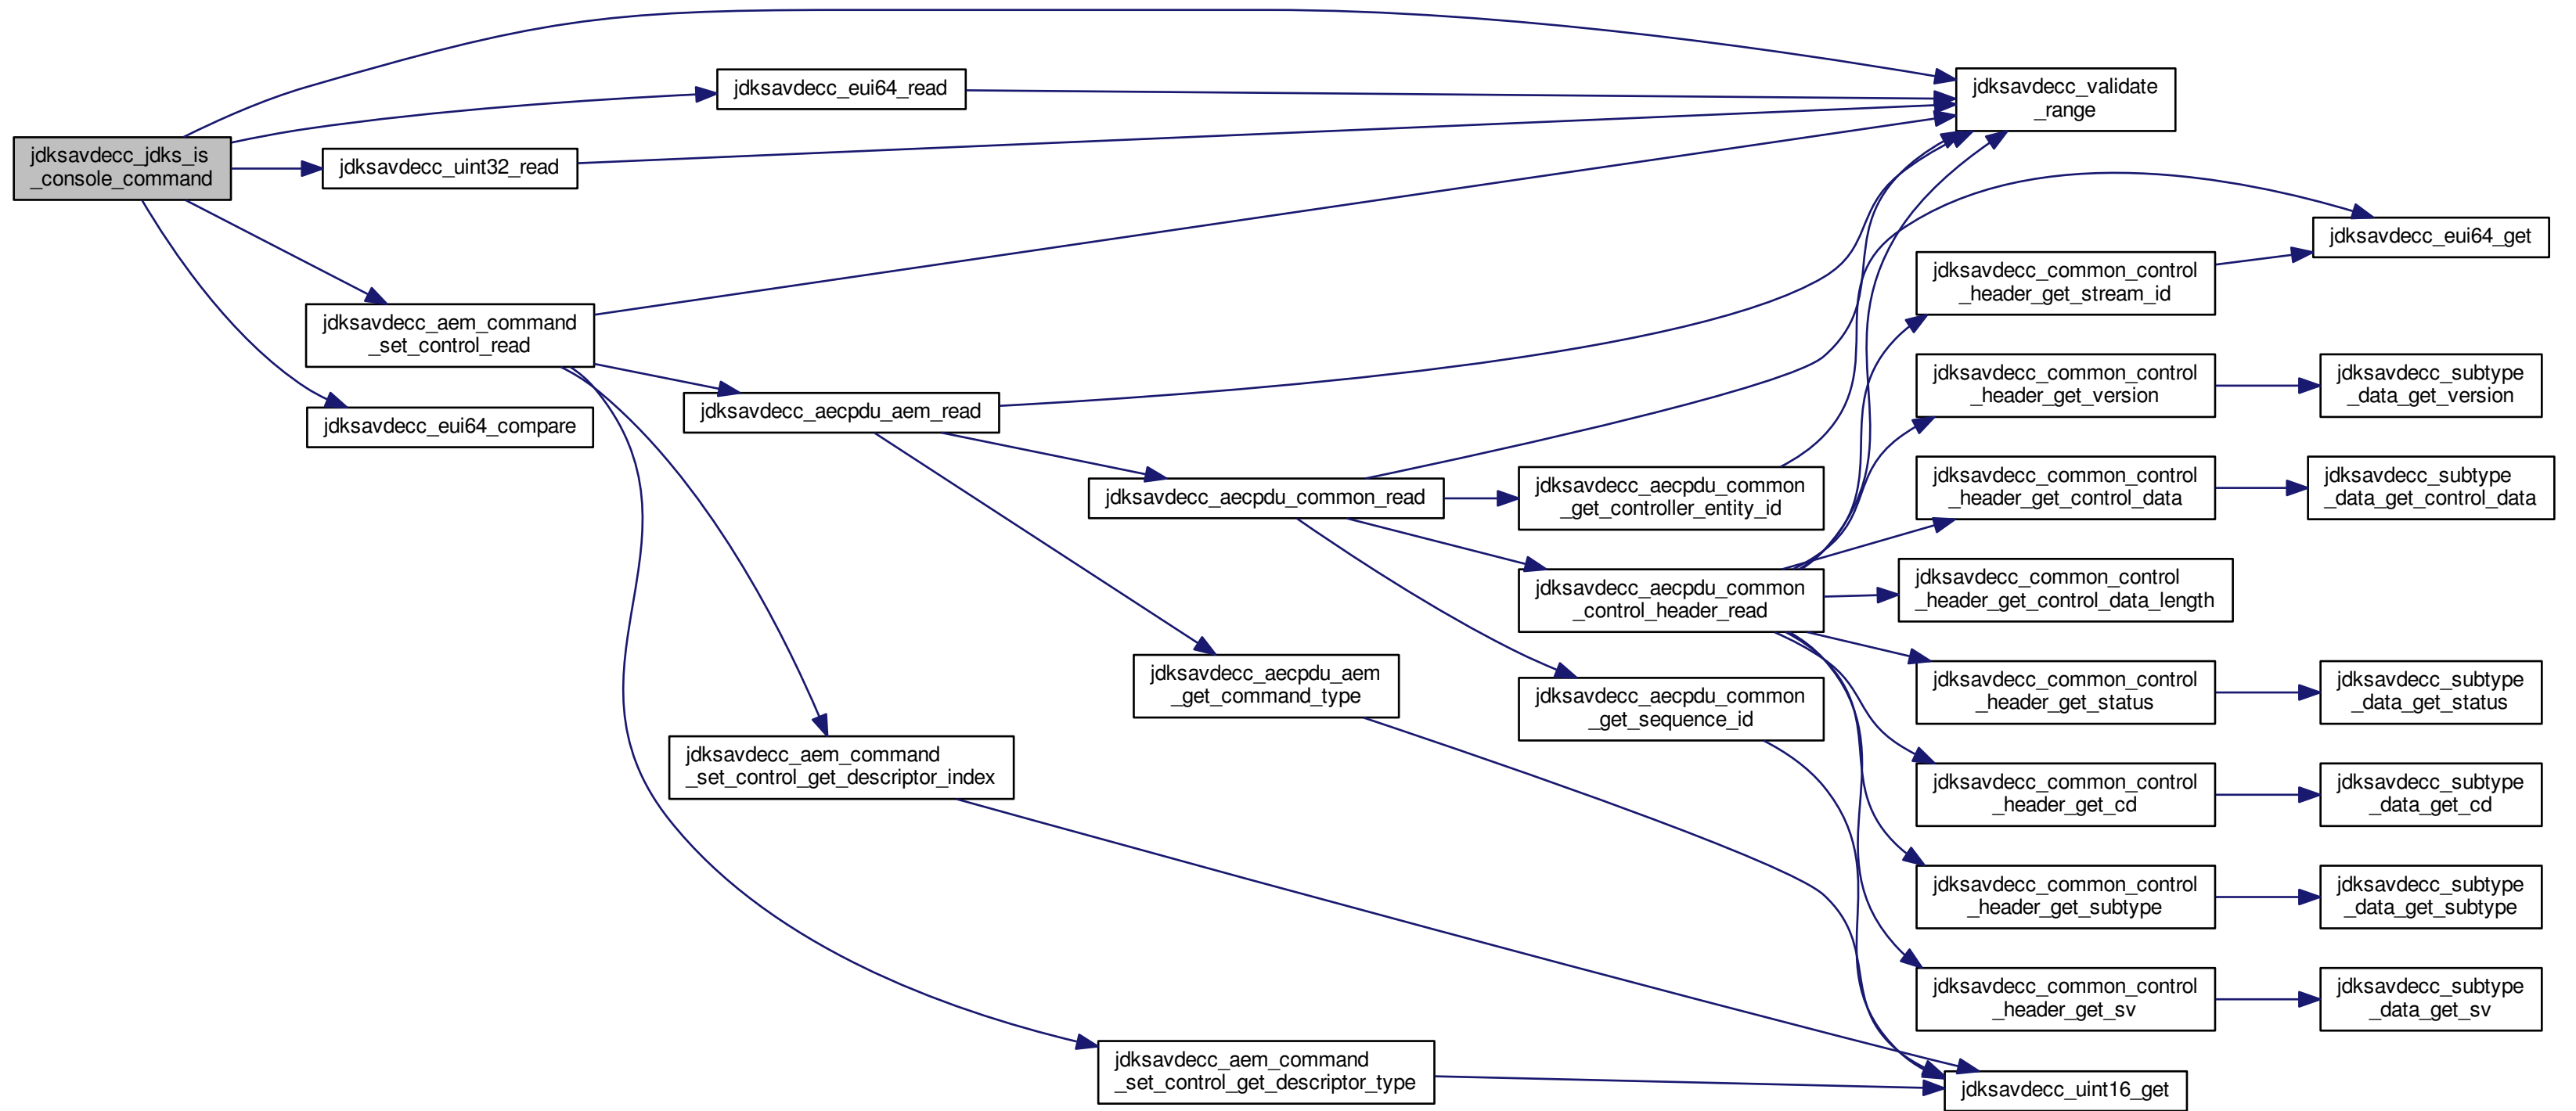 jdksavdecc_jdks_is
_console_command
jdksavdecc_eui64_read
jdksavdecc_uint32_read
jdksavdecc_aem_command
_set_control_read
jdksavdecc_eui64_compare
jdksavdecc_aecpdu_aem_read
jdksavdecc_aem_command
_set_control_get_descriptor_index
jdksavdecc_aem_command
_set_control_get_descriptor_type
jdksavdecc_aecpdu_common_read
jdksavdecc_aecpdu_aem
_get_command_type
jdksavdecc_aecpdu_common
_get_controller_entity_id
jdksavdecc_aecpdu_common
_control_header_read
jdksavdecc_aecpdu_common
_get_sequence_id
jdksavdecc_validate
_range
jdksavdecc_common_control
_header_get_stream_id
jdksavdecc_common_control
_header_get_version
jdksavdecc_common_control
_header_get_control_data
jdksavdecc_common_control
_header_get_control_data_length
jdksavdecc_common_control
_header_get_status
jdksavdecc_common_control
_header_get_cd
jdksavdecc_common_control
_header_get_subtype
jdksavdecc_common_control
_header_get_sv
jdksavdecc_uint16_get
jdksavdecc_eui64_get
jdksavdecc_subtype
_data_get_version
jdksavdecc_subtype
_data_get_control_data
jdksavdecc_subtype
_data_get_status
jdksavdecc_subtype
_data_get_cd
jdksavdecc_subtype
_data_get_subtype
jdksavdecc_subtype
_data_get_sv